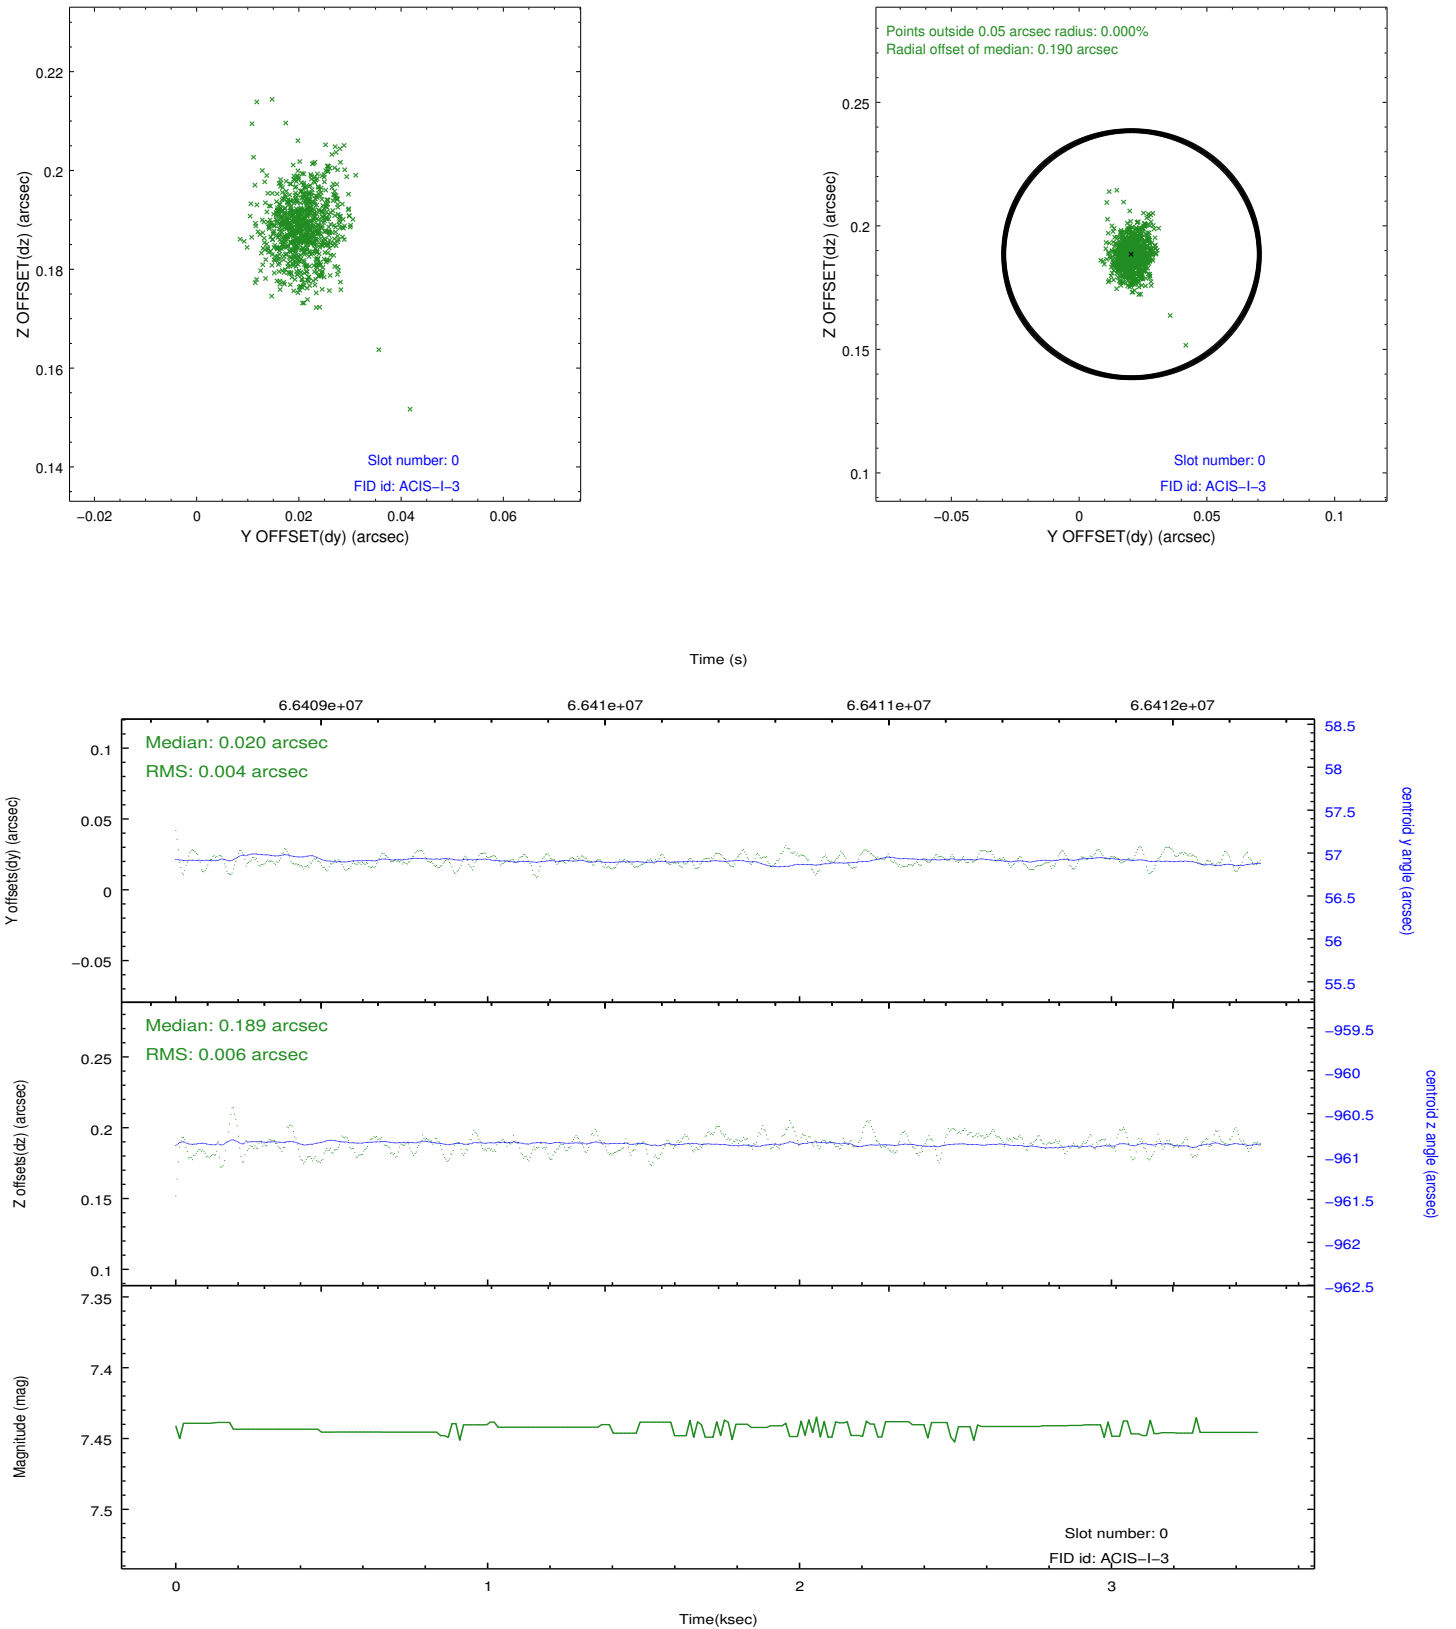 0.22
0.2
0.18
0.16
0.14
Z OFFSET(dz) (arcsec)
Slot number: 0
FID id: ACIS−I−3
−0.02
0
0.02
0.04
0.06
Y OFFSET(dy) (arcsec)
Points outside 0.05 arcsec radius: 0.000%
Radial offset of median: 0.190 arcsec
0.25
0.2
0.15
0.1
Z OFFSET(dz) (arcsec)
Slot number: 0
FID id: ACIS−I−3
−0.05
0
0.05
0.1
Y OFFSET(dy) (arcsec)
Time (s)
6.6409e+07
6.641e+07
6.6411e+07
6.6412e+07
Median: 0.020 arcsec
RMS: 0.004 arcsec
0.1
0.05
0
−0.05
Y offsets(dy) (arcsec)
58.5
58
57.5
57
56.5
56
55.5
centroid y angle (arcsec)
Median: 0.189 arcsec
RMS: 0.006 arcsec
0.25
0.2
0.15
0.1
Z offsets(dz) (arcsec)
−959.5
−960
−960.5
−961
−961.5
−962
−962.5
centroid z angle (arcsec)
7.35
7.4
7.45
7.5
Magnitude (mag)
Slot number: 0
FID id: ACIS−I−3
0
1
2
3
Time(ksec)